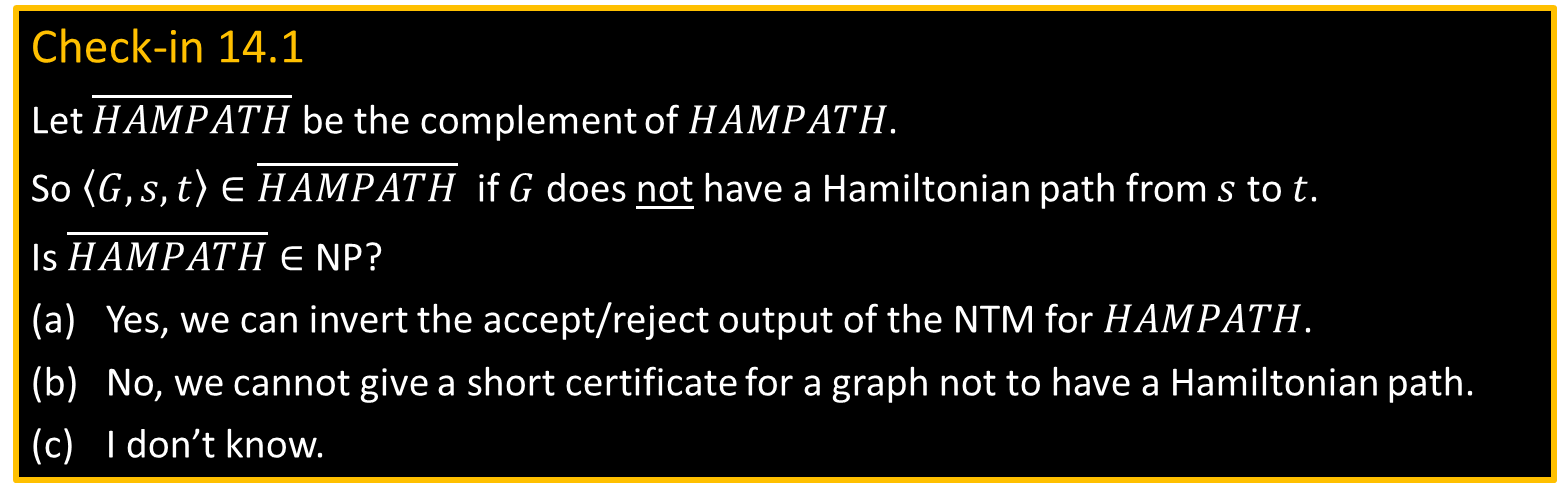 Check-in 14.1
Let $\overline{HAMPATH}$ be the complement of $HAMPATH$.
So $\langle G, s, t \rangle \in \overline{HAMPATH}$ if $G$ does not have a Hamiltonian path from $s$ to $t$.
Is $\overline{HAMPATH} \in$ NP?
(a) Yes, we can invert the accept/reject output of the NTM for $HAMPATH$.
(b) No, we cannot give a short certificate for a graph not to have a Hamiltonian path.
(c) I don’t know.